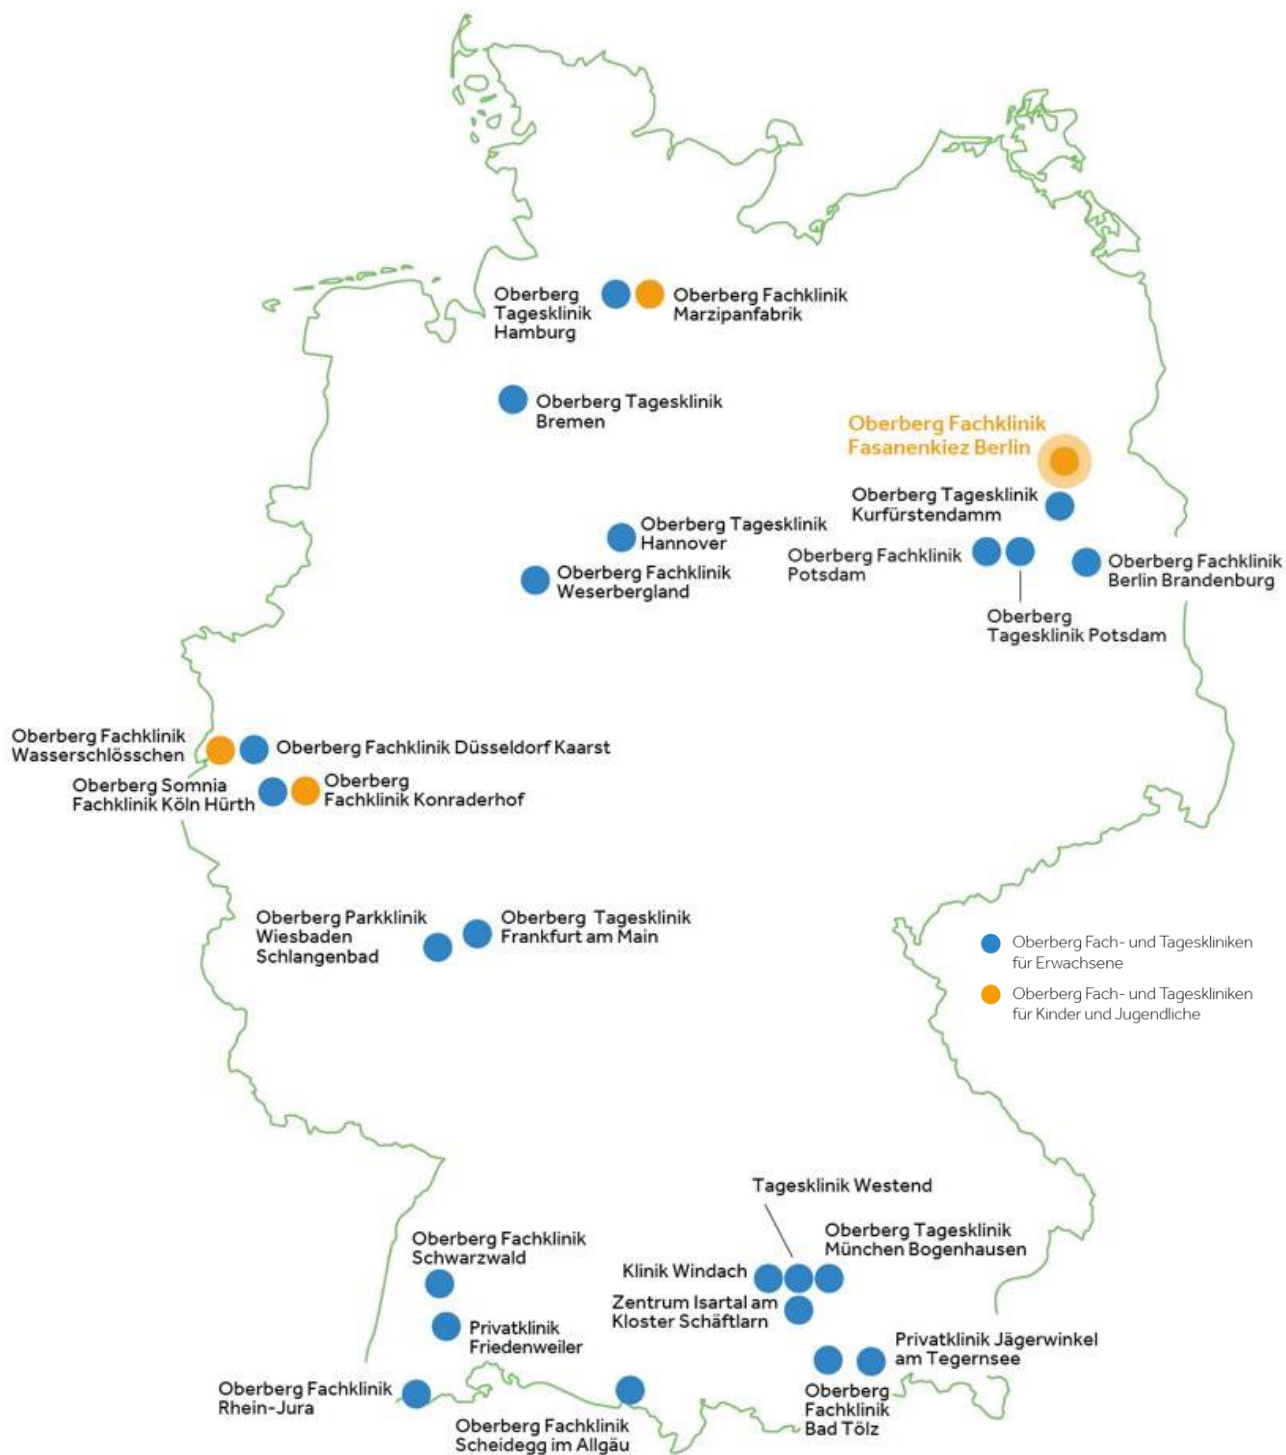 Oberberg
Tagesklinik
Hamburg
Oberberg Fachklinik
Marzipanfabrik
Oberberg Tagesklinik
Bremen
Oberberg Fachklinik
Fasanenkiez Berlin
Oberberg Tagesklinik
Kurfürstendamm
Oberberg Tagesklinik
Hannover
Oberberg Fachklinik
Potsdam
Oberberg Fachklinik
Berlin Brandenburg
Oberberg Fachklinik
Weserbergland
Oberberg
Tagesklinik Potsdam
Oberberg Fachklinik
Wasserschlösschen
Oberberg Fachklinik Düsseldorf Kaarst
Oberberg Somnia
Fachklinik Köln Hürth
Oberberg
Fachklinik Konraderhof
Oberberg Parkklinik
Wiesbaden
Schlangenbad
Oberberg Tagesklinik
Frankfurt am Main
Oberberg Fach- und Tageskliniken
für Erwachsene
Oberberg Fach- und Tageskliniken
für Kinder und Jugendliche
Tagesklinik Westend
Oberberg Tagesklinik
München Bogenhausen
Oberberg Fachklinik
Schwarzwald
Klinik Windach
Zentrum Isartal am
Kloster Schäftlarn
Privatklinik
Friedenweiler
Privatklinik Jägerwinkel
am Tegernsee
Oberberg Fachklinik
Rhein-Jura
Oberberg
Fachklinik
Bad Tölz
Oberberg Fachklinik
Scheidegg im Allgäu